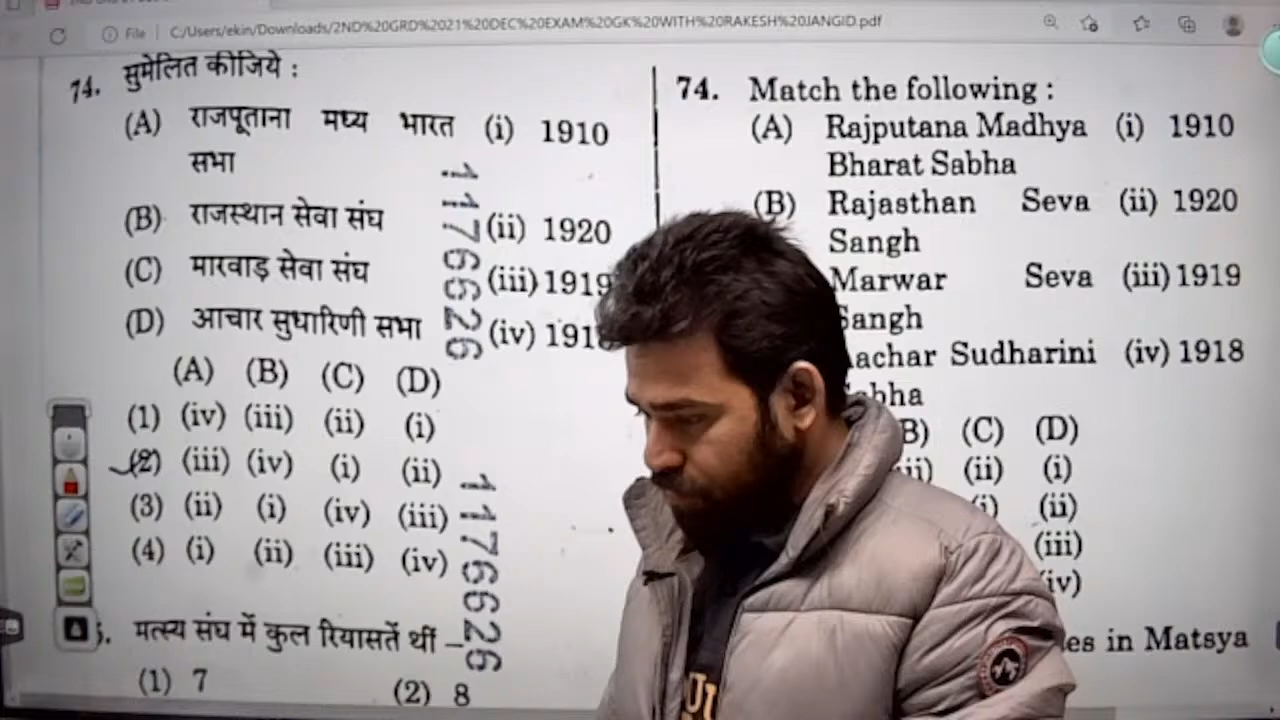 File | C:/Users/ekin/Downloads/2ND%20GRD%2021%20DEC%20EXAM%20GK%20WITH%20RAKESH%20JANGID.pdf
74. सुमेलित कीजिये :
(A) राजपूताना मध्य भारत (i) 1910
सभा
(B) राजस्थान सेवा संघ (ii) 1920
(C) मारवाड़ सेवा संघ (iii) 1919
(D) आचार सुधारिणी सभा (iv)
(A) (B) (C) (D)
(1) (iv) (iii) (ii) (i)
(2) (iii) (iv) (i) (ii)
(3) (ii) (i) (iv) (iii)
(4) (i) (ii) (iii) (iv)
मत्स्य संघ में कुल रियासतें थीं –
(1) 7 (2) 8
1176626
1176626
74. Match the following :
(A) Rajputana Madhya (i) 1910
Bharat Sabha
(B) Rajasthan Seva (ii) 1920
Sangh
Marwar Seva (iii) 1919
Sangh
Aachar Sudharini (iv) 1918
(C) (D)
(ii) (i)
(i) (ii)
(iii)
(iv)
in Matsya